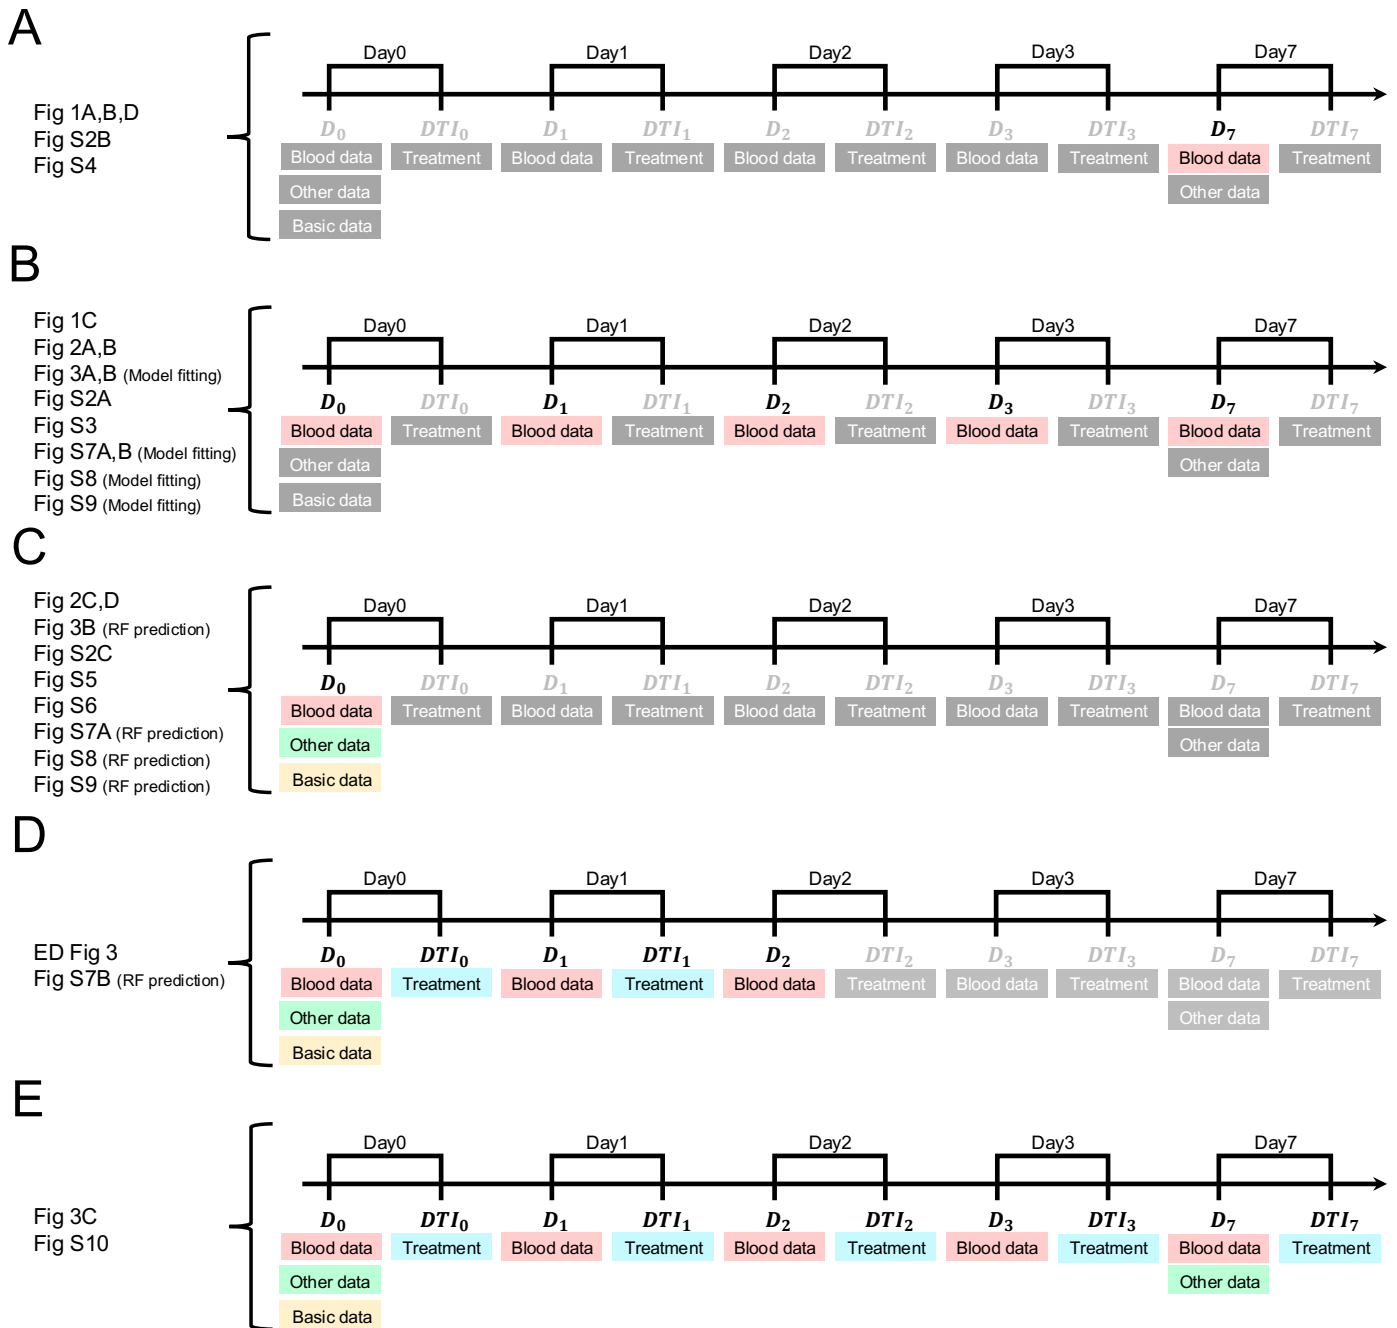 A
Day0 Day1 Day2 Day3 Day7
Fig 1A,B,D
Fig S2B
Fig S4
D₀ DTI₀ D₁ DTI₁ D₂ DTI₂ D₃ DTI₃ D₇ DTI₇
Blood data Treatment Blood data Treatment Blood data Treatment Blood data Treatment Blood data Treatment
Other data Other data
Basic data
B
Fig 1C
Fig 2A,B
Fig 3A,B (Model fitting)
Fig S2A
Fig S3
Fig S7A,B (Model fitting)
Fig S8 (Model fitting)
Fig S9 (Model fitting)
Day0 Day1 Day2 Day3 Day7
D₀ DTI₀ D₁ DTI₁ D₂ DTI₂ D₃ DTI₃ D₇ DTI₇
Blood data Treatment Blood data Treatment Blood data Treatment Blood data Treatment Blood data Treatment
Other data Other data
Basic data
C
Fig 2C,D
Fig 3B (RF prediction)
Fig S2C
Fig S5
Fig S6
Fig S7A (RF prediction)
Fig S8 (RF prediction)
Fig S9 (RF prediction)
Day0 Day1 Day2 Day3 Day7
D₀ DTI₀ D₁ DTI₁ D₂ DTI₂ D₃ DTI₃ D₇ DTI₇
Blood data Treatment Blood data Treatment Blood data Treatment Blood data Treatment Blood data Treatment
Other data Other data
Basic data
D
ED Fig 3
Fig S7B (RF prediction)
Day0 Day1 Day2 Day3 Day7
D₀ DTI₀ D₁ DTI₁ D₂ DTI₂ D₃ DTI₃ D₇ DTI₇
Blood data Treatment Blood data Treatment Blood data Treatment Blood data Treatment Blood data Treatment
Other data Other data
Basic data
E
Fig 3C
Fig S10
Day0 Day1 Day2 Day3 Day7
D₀ DTI₀ D₁ DTI₁ D₂ DTI₂ D₃ DTI₃ D₇ DTI₇
Blood data Treatment Blood data Treatment Blood data Treatment Blood data Treatment Blood data Treatment
Other data Other data
Basic data